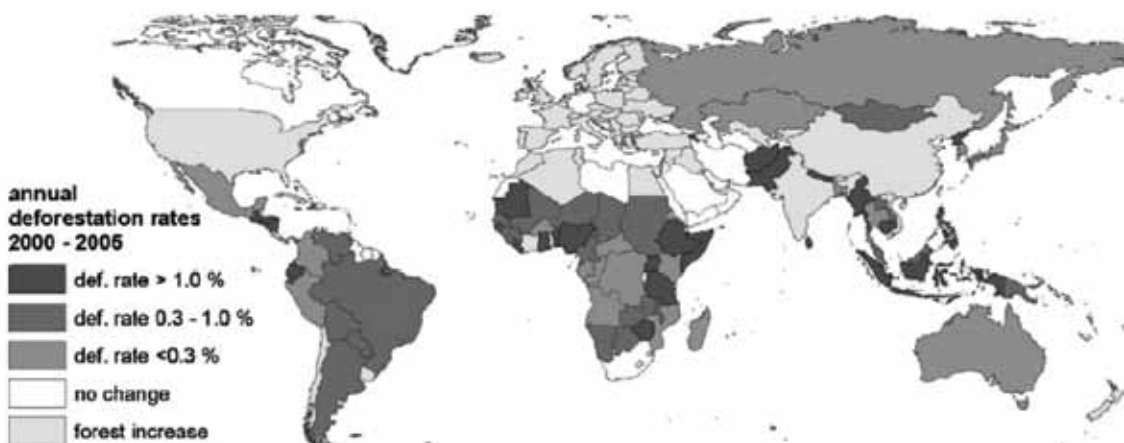 annual
deforestation rates
2000 - 2005
def. rate > 1.0 %
def. rate 0.3 - 1.0 %
def. rate <0.3 %
no change
forest increase